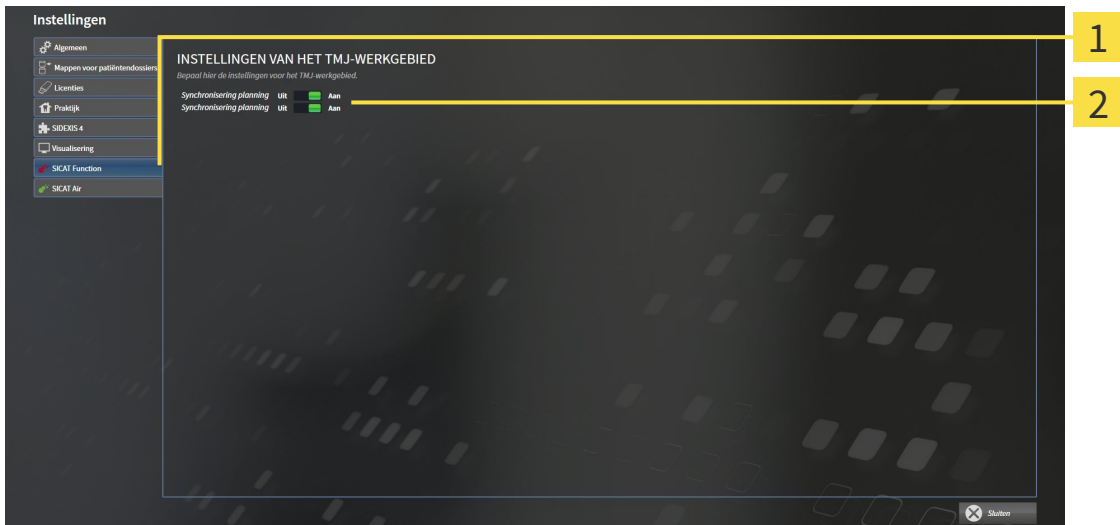 Instellingen
Algemeen
Mappen voor patiëntendossiers
Licenties
Praktijk
SIDEXIS 4
Visualisering
SICAT Function
SICAT Air
INSTELLINGEN VAN HET TMJ-WERKGEBIED
Bepaal hier de instellingen voor het TMJ-werkgebied.
Synchronisering planning Uit Aan
Synchronisering planning Uit Aan
1
2
Sluiten